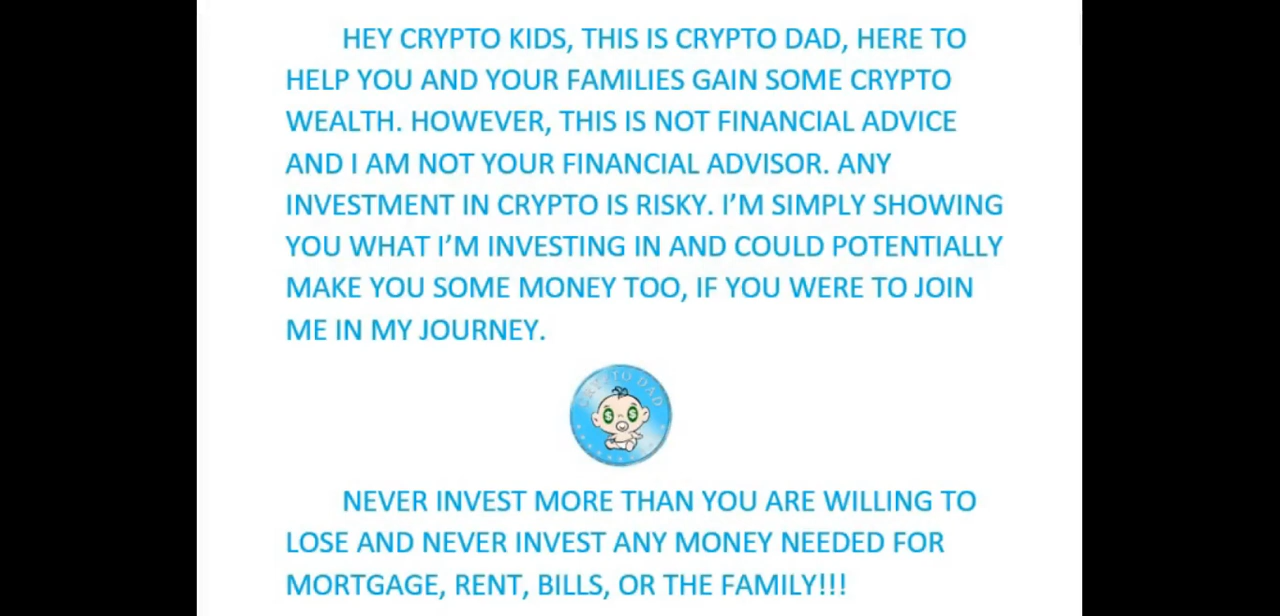 HEY CRYPTO KIDS, THIS IS CRYPTO DAD, HERE TO
HELP YOU AND YOUR FAMILIES GAIN SOME CRYPTO
WEALTH. HOWEVER, THIS IS NOT FINANCIAL ADVICE
AND I AM NOT YOUR FINANCIAL ADVISOR. ANY
INVESTMENT IN CRYPTO IS RISKY. I’M SIMPLY SHOWING
YOU WHAT I’M INVESTING IN AND COULD POTENTIALLY
MAKE YOU SOME MONEY TOO, IF YOU WERE TO JOIN
ME IN MY JOURNEY.
CRYPTO DAD
$ $
NEVER INVEST MORE THAN YOU ARE WILLING TO
LOSE AND NEVER INVEST ANY MONEY NEEDED FOR
MORTGAGE, RENT, BILLS, OR THE FAMILY!!!